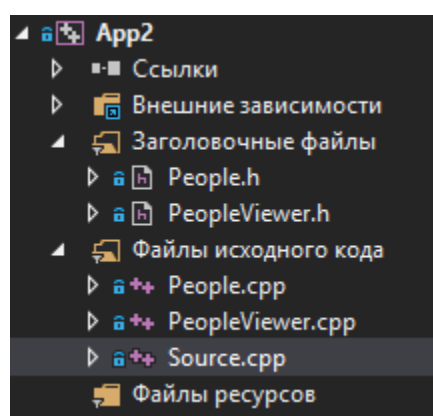 App2
Ссылки
Внешние зависимости
Заголовочные файлы
People.h
PeopleViewer.h
Файлы исходного кода
People.cpp
PeopleViewer.cpp
Source.cpp
Файлы ресурсов